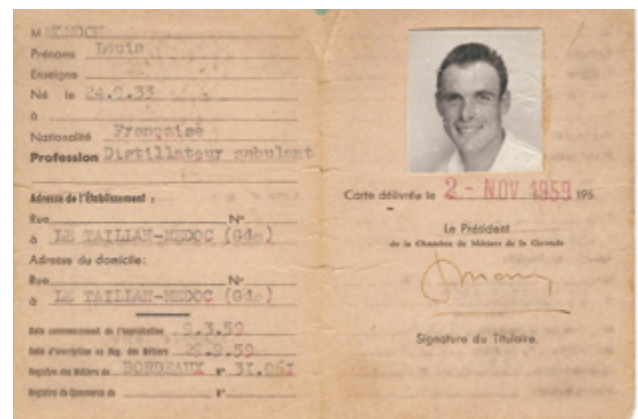 M
Prénoms Louis
Enseigne
Né le 24.9.33
à
Nationalité Française
Profession Distillateur ambulant
Adresse de l'Établissement :
Rue N°
à LE TAILLAN-MEDOC (Gde)
Adresse du domicile :
Rue N°
à LE TAILLAN-MEDOC (Gde)
Date commencement de l'exploitation 9.3.59
Date d'inscription au Reg. des Métiers 29.9.59
Registre des Métiers de BORDEAUX N° 31.061
Registre du Commerce de N°
Carte délivrée le 2 - NOV 1959 195
Le Président
de la Chambre de Métiers de la Gironde
Signature du Titulaire,